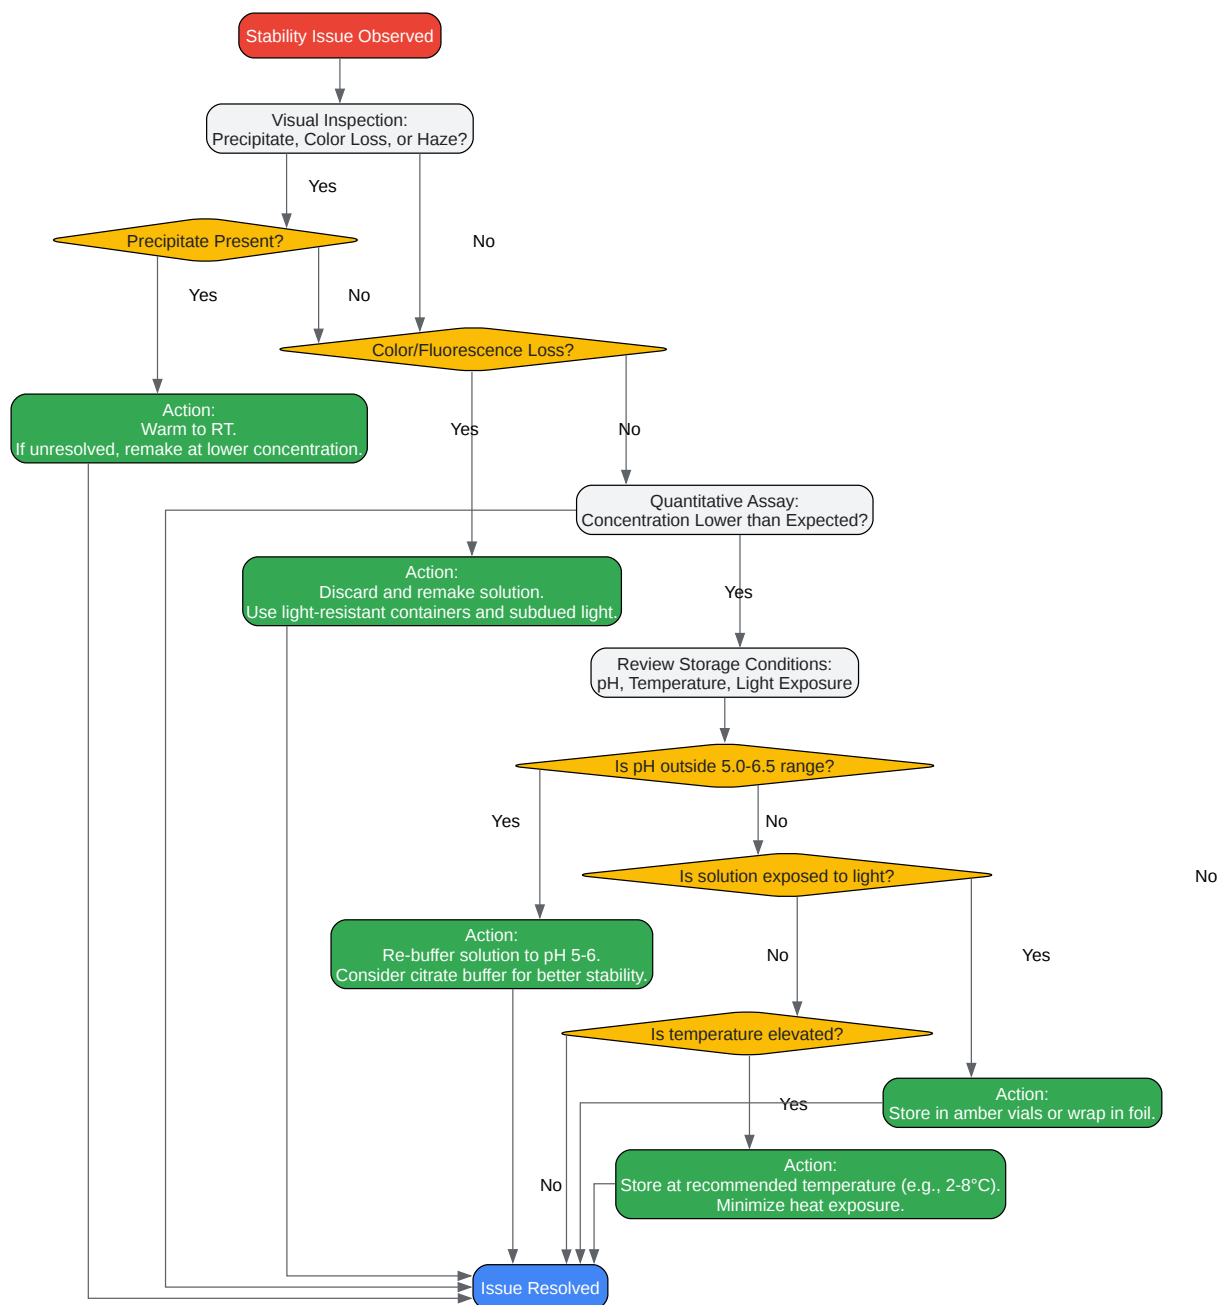 Stability Issue Observed
Visual Inspection:
Precipitate, Color Loss, or Haze?
Yes
Precipitate Present?
No
Yes
No
Color/Fluorescence Loss?
Action:
Warm to RT.
If unresolved, remake at lower concentration.
Yes
No
Quantitative Assay:
Concentration Lower than Expected?
Action:
Discard and remake solution.
Use light-resistant containers and subdued light.
Yes
Review Storage Conditions:
pH, Temperature, Light Exposure
Is pH outside 5.0-6.5 range?
Yes
No
Is solution exposed to light?
No
Action:
Re-buffer solution to pH 5-6.
Consider citrate buffer for better stability.
No
Yes
Is temperature elevated?
Action:
Store in amber vials or wrap in foil.
Yes
Action:
Store at recommended temperature (e.g., 2-8°C).
Minimize heat exposure.
No
Issue Resolved